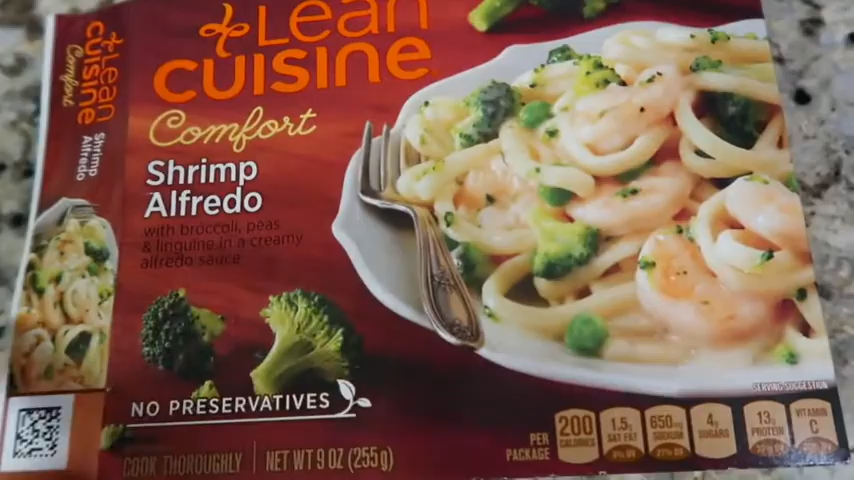 Lean
CUISINE
Comfort
Shrimp
Alfredo
with broccoli, peas
& linguine in a creamy
alfredo sauce
NO PRESERVATIVES
COOK THOROUGHLY
NET WT 9 OZ (255g)
SERVING SUGGESTION
PER
PACKAGE
200
CALORIES
1.5g
SAT FAT
650mg
SODIUM
4g
SUGARS
13g
PROTEIN
VITAMIN
C
Lean
CUISINE
Comfort
Shrimp
Alfredo